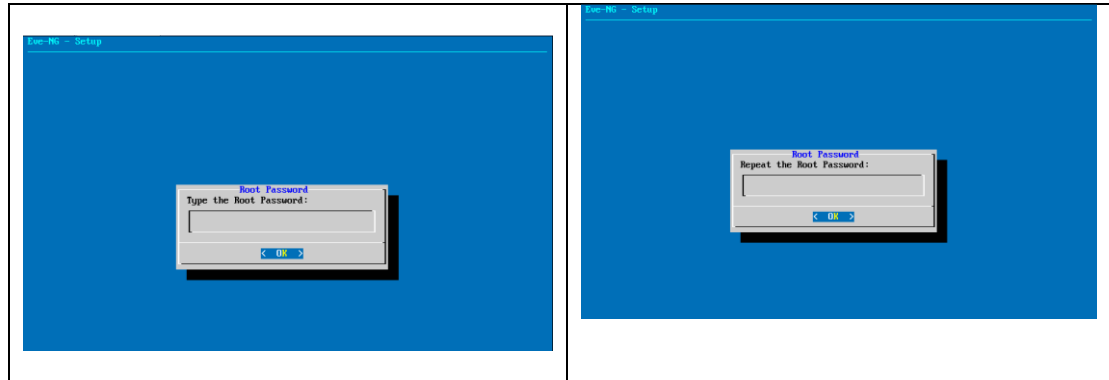 Eve-NG - Setup
Root Password
Type the Root Password:
< OK >
Eve-NG - Setup
Root Password
Repeat the Root Password:
< OK >